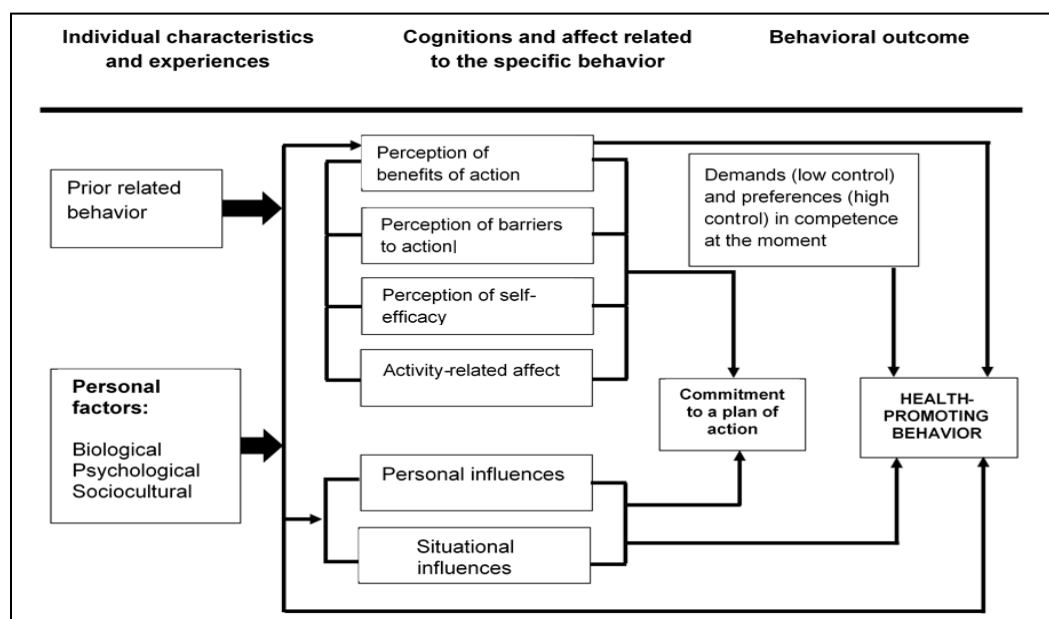 Individual characteristics
and experiences
Cognitions and affect related
to the specific behavior
Behavioral outcome
Prior related
behavior
Personal
factors:
Biological
Psychological
Sociocultural
Perception of
benefits of action
Perception of barriers
to action|
Perception of self-
efficacy
Activity-related affect
Personal influences
Situational
influences
Demands (low control)
and preferences (high
control) in competence
at the moment
Commitment
to a plan of
action
HEALTH-
PROMOTING
BEHAVIOR